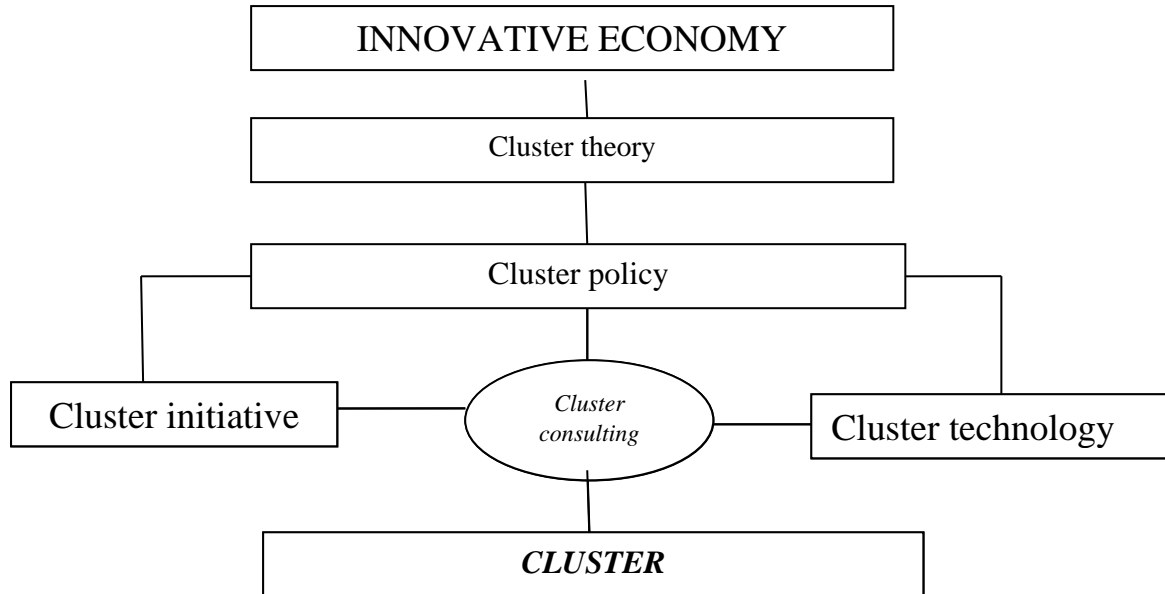 INNOVATIVE ECONOMY
Cluster theory
Cluster policy
Cluster initiative
Cluster
consulting
Cluster technology
CLUSTER